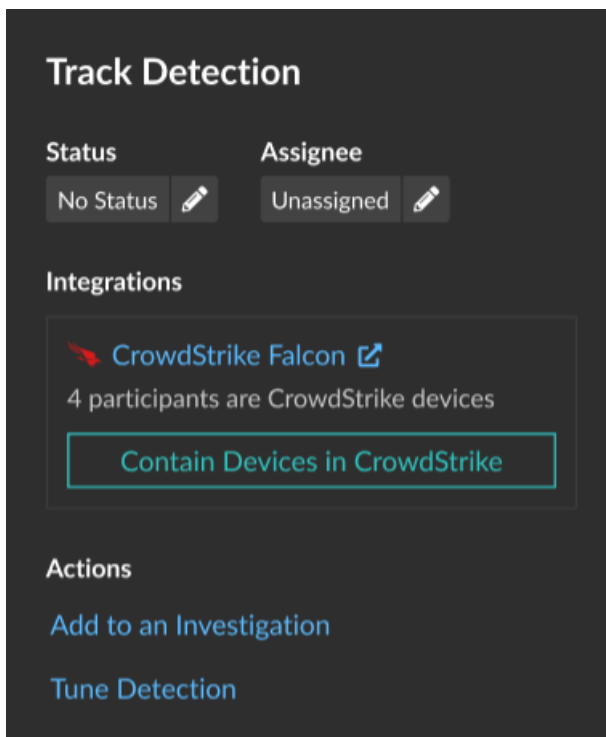 Track Detection
Status Assignee
No Status Unassigned
Integrations
CrowdStrike Falcon
4 participants are CrowdStrike devices
Contain Devices in CrowdStrike
Actions
Add to an Investigation
Tune Detection